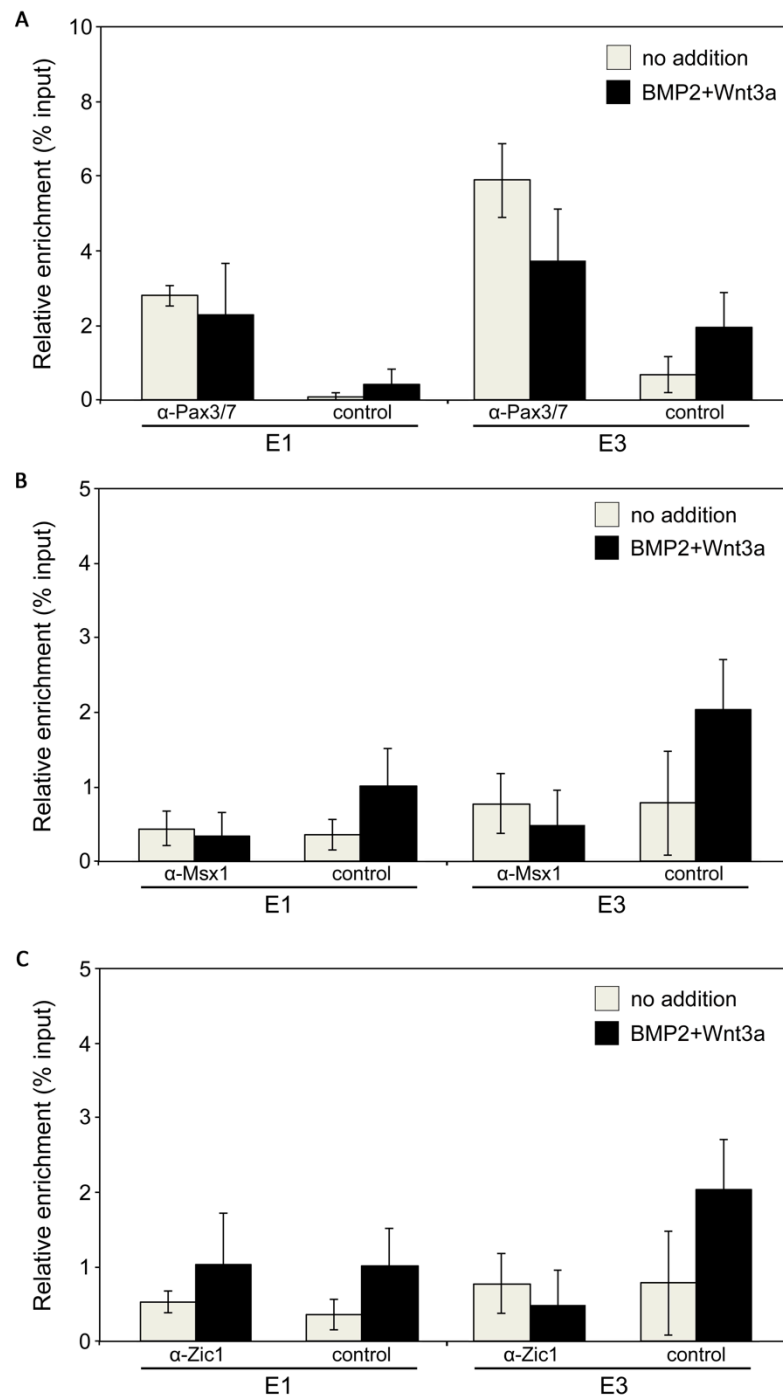 A
Relative enrichment (% input)
10
8
6
4
2
0
no addition
BMP2+Wnt3a
α-Pax3/7 control α-Pax3/7 control
E1 E3
B
Relative enrichment (% input)
5
4
3
2
1
0
no addition
BMP2+Wnt3a
α-Msx1 control α-Msx1 control
E1 E3
C
Relative enrichment (% input)
5
4
3
2
1
0
no addition
BMP2+Wnt3a
α-Zic1 control α-Zic1 control
E1 E3